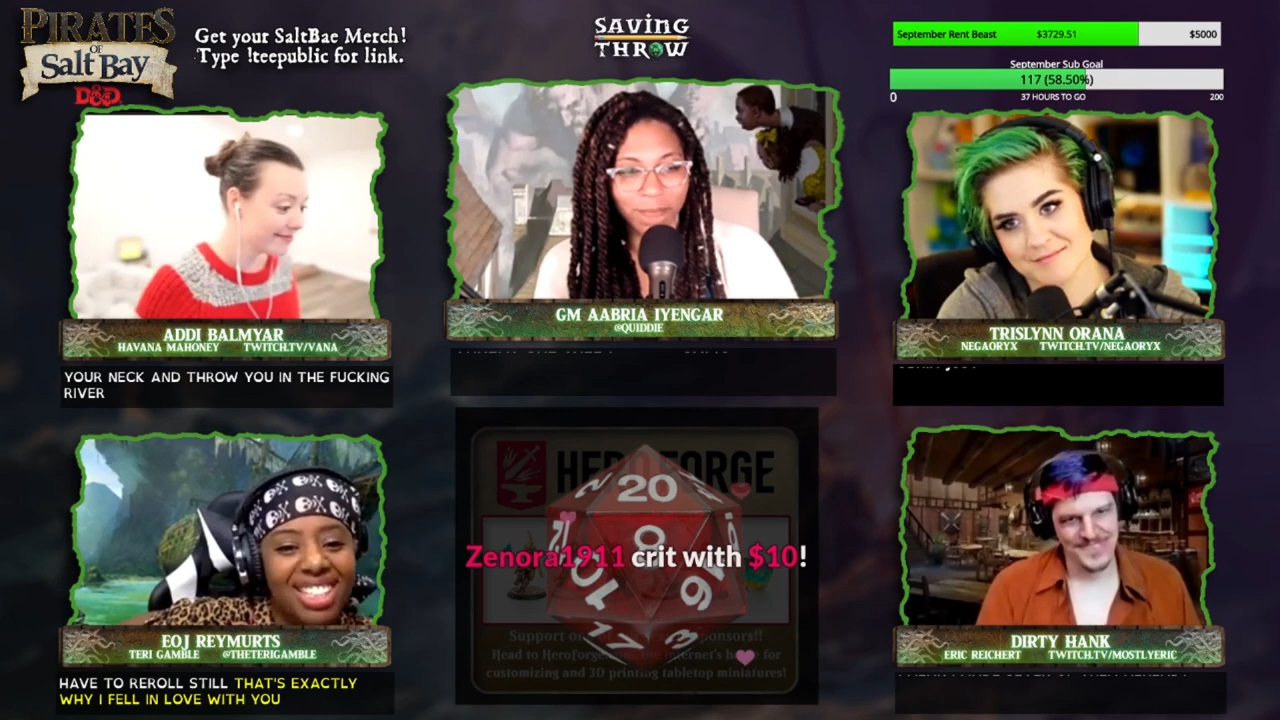 PIRATES
OF
Salt Bay
D&D
Get your SaltBae Merch!
Type !teepublic for link.
SAVING
THROW
September Rent Beast $3729.51 $5000
September Sub Goal
117 (58.50%)
0 37 HOURS TO GO 200
ADDI BALMYAR
HAVANA MAHONEY TWITCH.TV/VANA
YOUR NECK AND THROW YOU IN THE FUCKING
RIVER
GM AABRIA IYENGAR
@QUIDDIE
TRISLYNN ORANA
NEGAORYX TWITCH.TV/NEGAORYX
EOJ REYMURTS
TERI GAMBLE @THETERIGAMBLE
HAVE TO REROLL STILL THAT'S EXACTLY
WHY I FELL IN LOVE WITH YOU
HEROFORGE
20
Zenora1911 crit with $10!
Support
Head to HeroForge
customizing and 3D printing tabletop miniatures!
DIRTY HANK
ERIC REICHERT TWITCH.TV/MOSTLYERIC